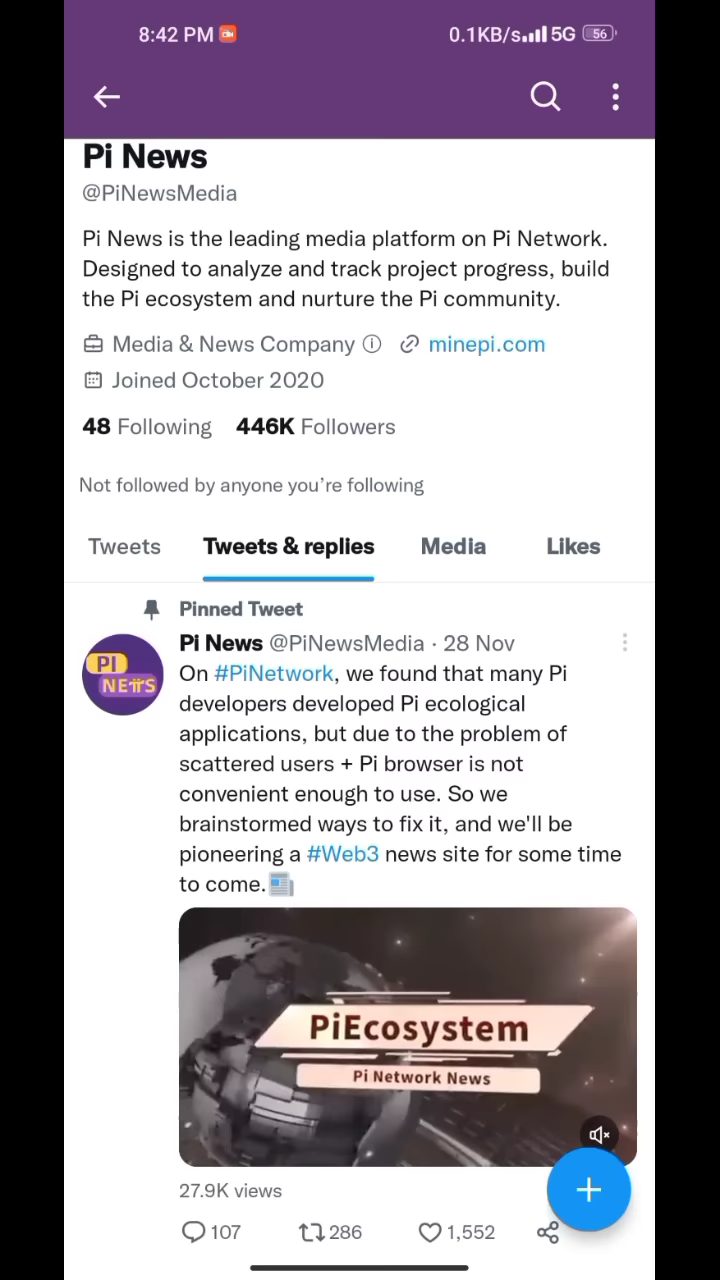 8:42 PM 0.1KB/s 5G 56
Pi News
@PiNewsMedia
Pi News is the leading media platform on Pi Network.
Designed to analyze and track project progress, build
the Pi ecosystem and nurture the Pi community.
Media & News Company minepi.com
Joined October 2020
48 Following 446K Followers
Not followed by anyone you're following
Tweets Tweets & replies Media Likes
Pinned Tweet
Pi News @PiNewsMedia · 28 Nov
On #PiNetwork, we found that many Pi
developers developed Pi ecological
applications, but due to the problem of
scattered users + Pi browser is not
convenient enough to use. So we
brainstormed ways to fix it, and we'll be
pioneering a #Web3 news site for some time
to come.
PI
NEWS
PiEcosystem
Pi Network News
27.9K views
107 286 1,552